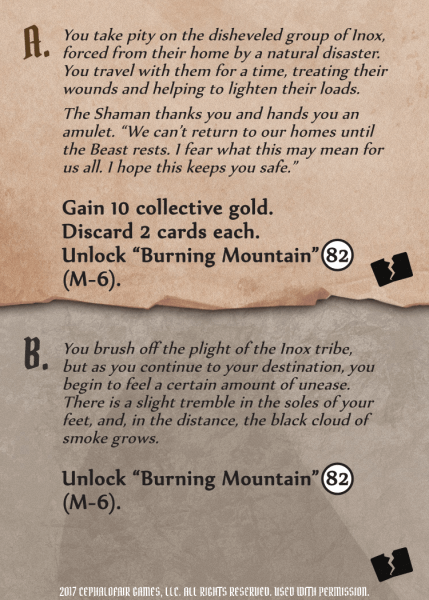 A. You take pity on the disheveled group of Inox,
forced from their home by a natural disaster.
You travel with them for a time, treating their
wounds and helping to lighten their loads.
The Shaman thanks you and hands you an
amulet. “We can’t return to our homes until
the Beast rests. I fear what this may mean for
us all. I hope this keeps you safe.”
Gain 10 collective gold.
Discard 2 cards each.
Unlock “Burning Mountain” 82
(M-6).
B. You brush off the plight of the Inox tribe,
but as you continue to your destination, you
begin to feel a certain amount of unease.
There is a slight tremble in the soles of your
feet, and, in the distance, the black cloud of
smoke grows.
Unlock “Burning Mountain” 82
(M-6).
2017 CEPHALOFAIR GAMES, LLC. ALL RIGHTS RESERVED. USED WITH PERMISSION.